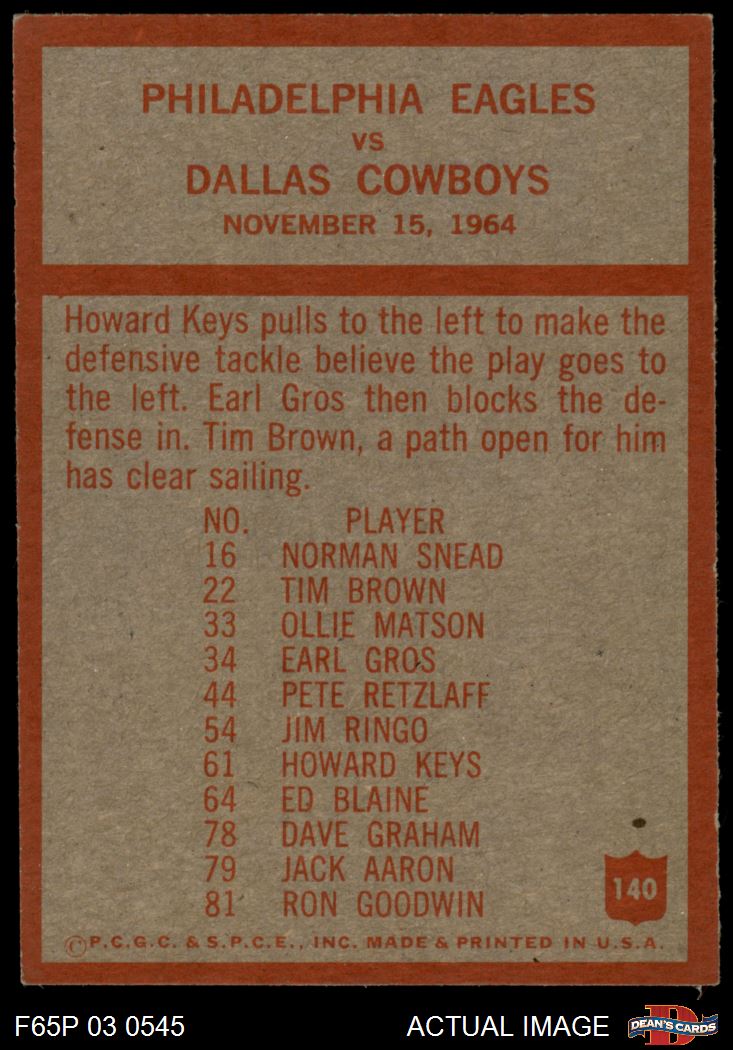 PHILADELPHIA EAGLES
VS
DALLAS COWBOYS
NOVEMBER 15, 1964
Howard Keys pulls to the left to make the
defensive tackle believe the play goes to
the left. Earl Gros then blocks the de-
fense in. Tim Brown, a path open for him
has clear sailing.
NO. PLAYER
16 NORMAN SNEAD
22 TIM BROWN
33 OLLIE MATSON
34 EARL GROS
44 PETE RETZLAFF
54 JIM RINGO
61 HOWARD KEYS
64 ED BLAINE
78 DAVE GRAHAM
79 JACK AARON
81 RON GOODWIN
140
©P.C.G.C. & S.P.C.E., INC. MADE & PRINTED IN U.S.A.
F65P 03 0545 ACTUAL IMAGE D DEAN'S CARDS